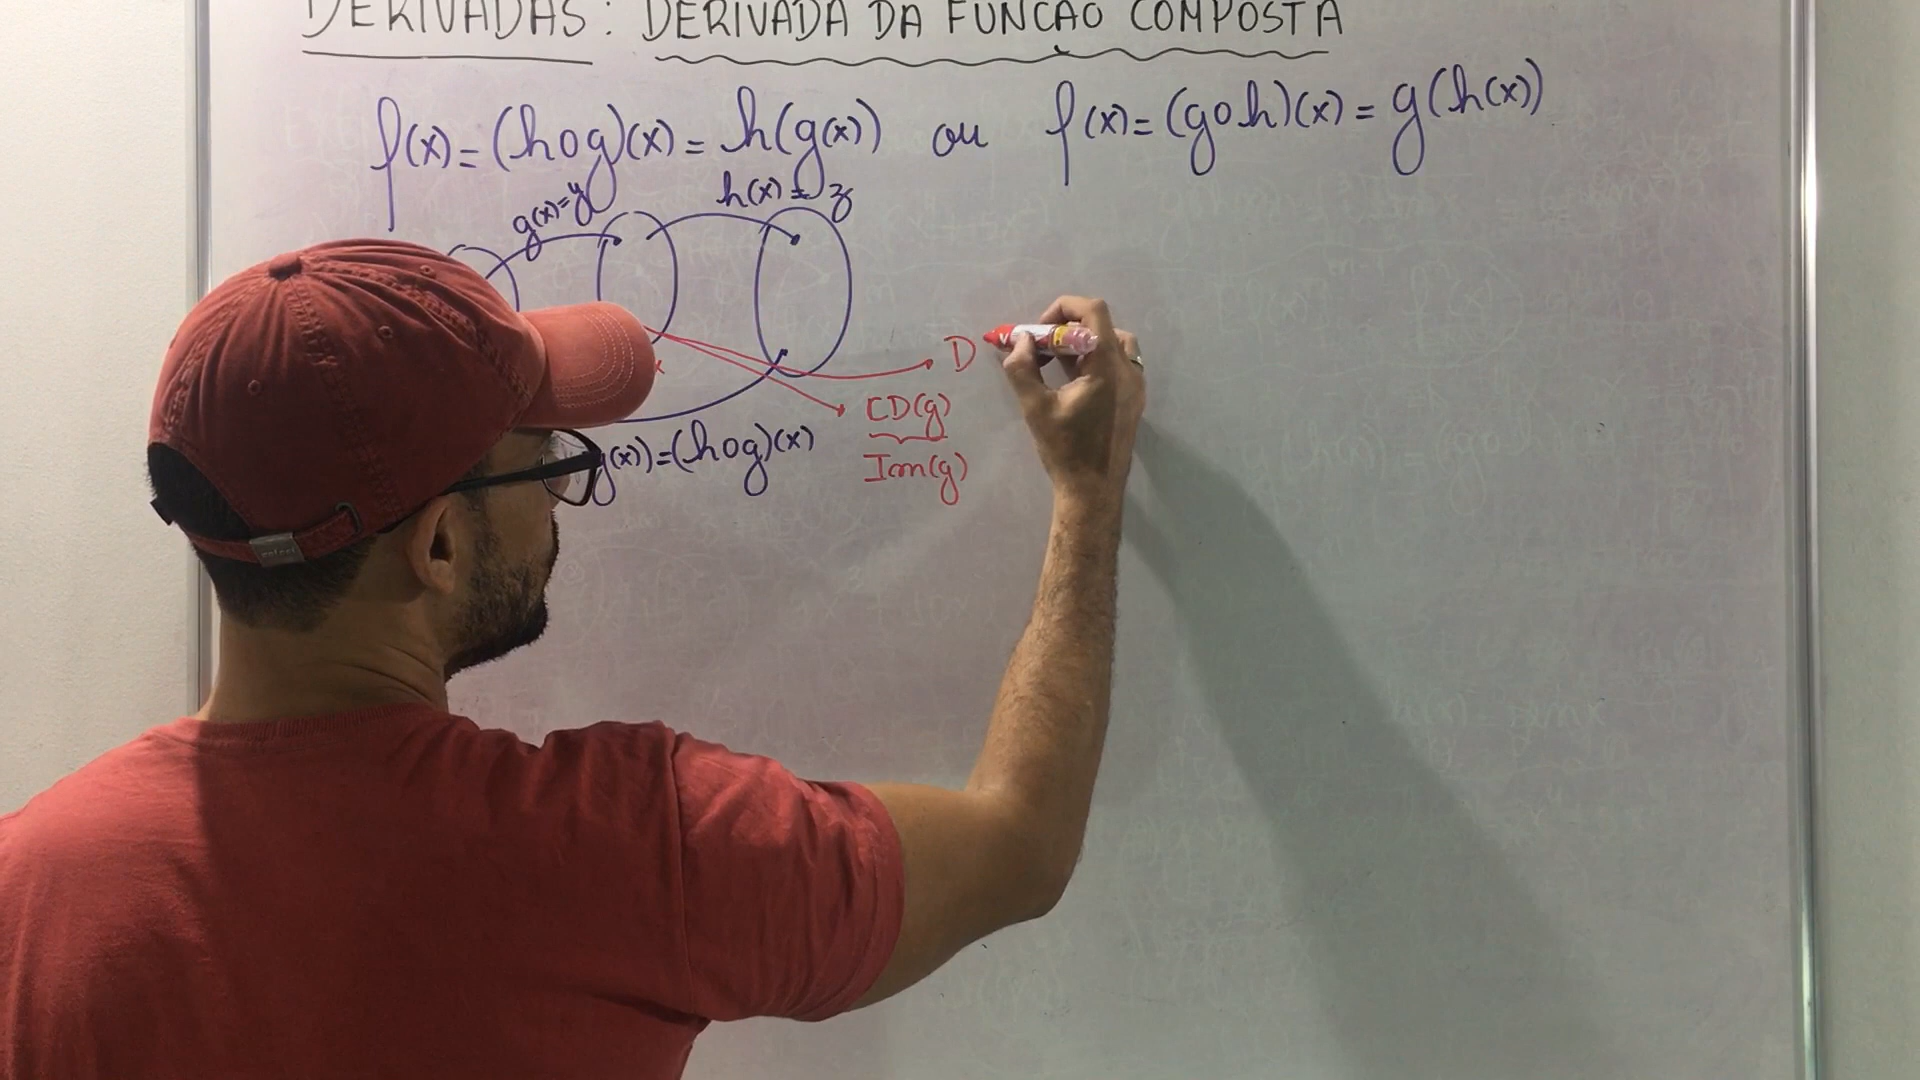 DERIVADAS: DERIVADA DA FUNÇÃO COMPOSTA
f(x) = (hog)(x) = h(g(x)) ou f(x) = (goh)(x) = g(h(x))
g(x)=y h(x) = z
x D
CD(g)
g(x))=(hog)(x) Im(g)